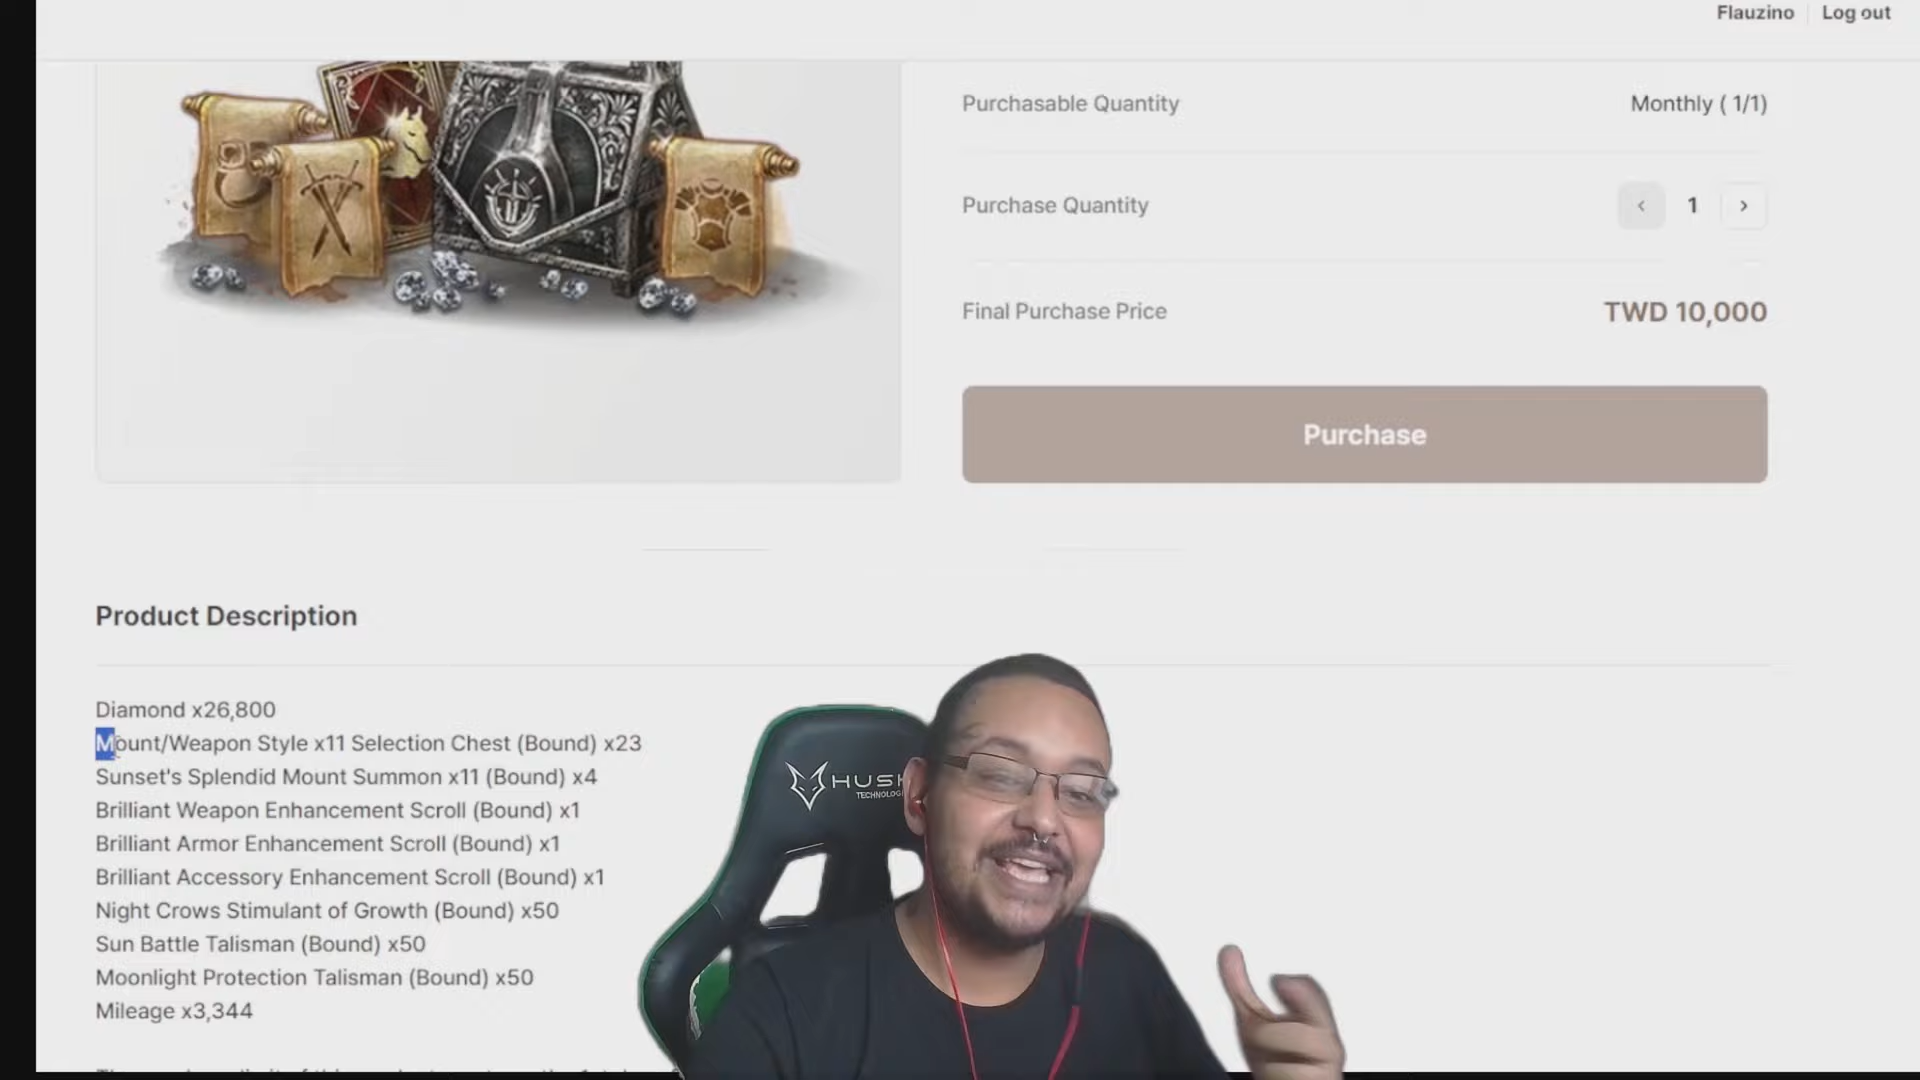 Flauzino Log out
Purchasable Quantity Monthly ( 1/1)
Purchase Quantity < 1 >
Final Purchase Price TWD 10,000
Purchase
Product Description
Diamond x26,800
Mount/Weapon Style x11 Selection Chest (Bound) x23
Sunset's Splendid Mount Summon x11 (Bound) x4
Brilliant Weapon Enhancement Scroll (Bound) x1
Brilliant Armor Enhancement Scroll (Bound) x1
Brilliant Accessory Enhancement Scroll (Bound) x1
Night Crows Stimulant of Growth (Bound) x50
Sun Battle Talisman (Bound) x50
Moonlight Protection Talisman (Bound) x50
Mileage x3,344